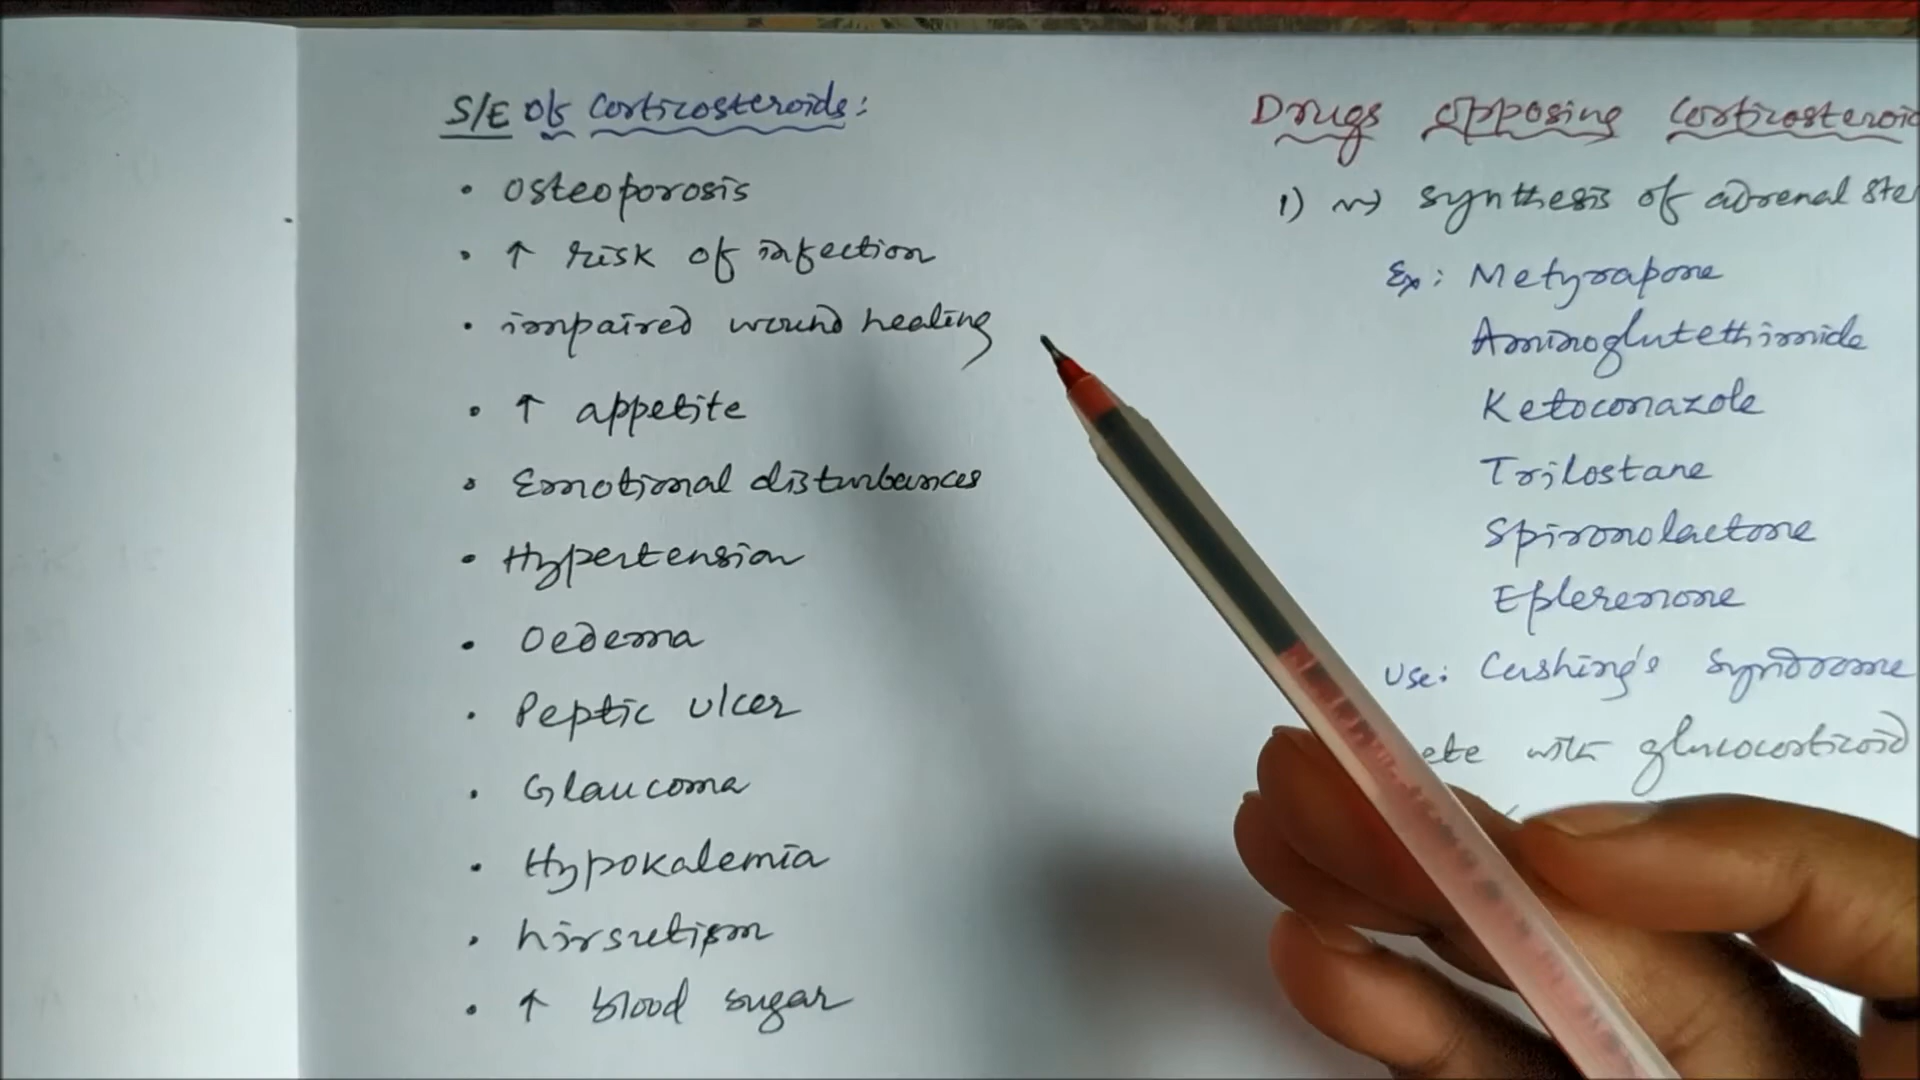 S/E Of corticosteroids:
• Osteoporosis
• ↑ risk of infection
• impaired wound healing
• ↑ appetite
• Emotional disturbances
• Hypertension
• Oedema
• Peptic ulcer
• Glaucoma
• Hypokalemia
• hirsutism
• ↑ blood sugar
Drugs opposing corticosteroid
1) synthesis of adrenal ste
Ex: Metyrapone
Aminoglutethimide
Ketoconazole
Trilostane
Spironolactone
Eplerenone
Use: Cushing's Syndrome
ete with glucocorticoid